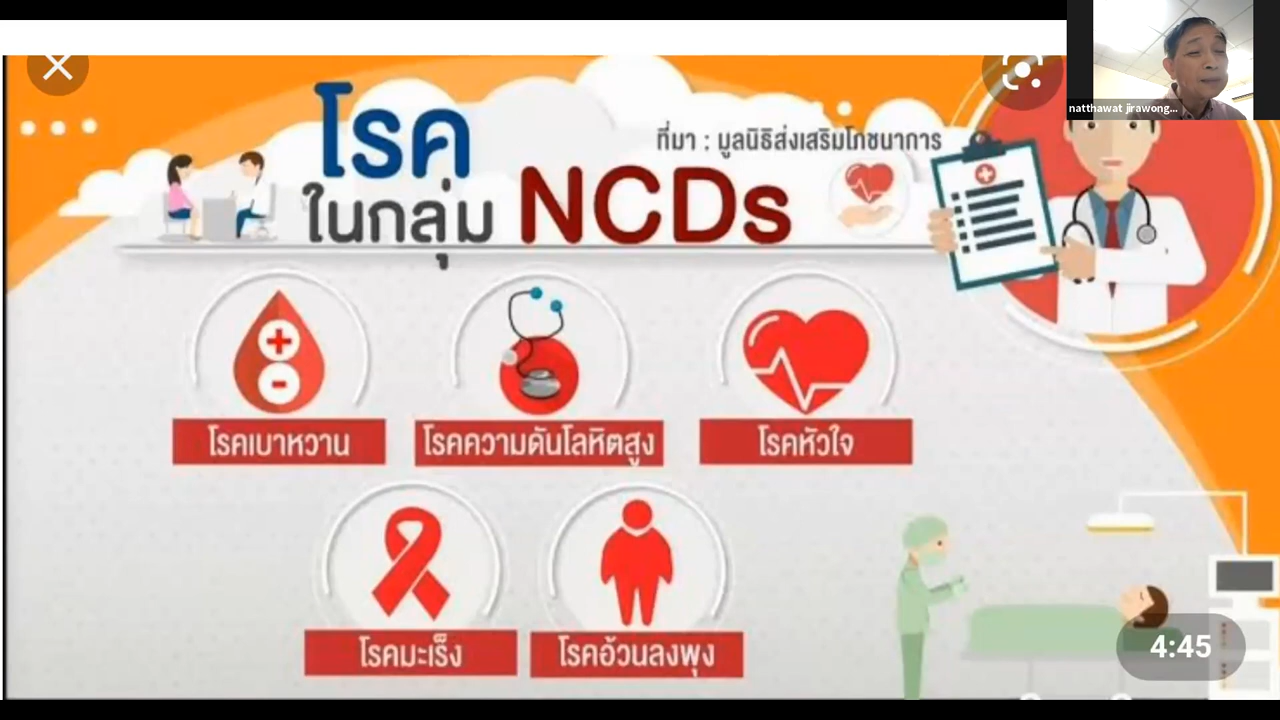 natthawat jirawong...
โรค
ที่มา : มูลนิธิส่งเสริมโภชนาการ
ในกลุ่ม NCDs
โรคเบาหวาน
โรคความดันโลหิตสูง
โรคหัวใจ
โรคมะเร็ง
โรคอ้วนลงพุง
4:45